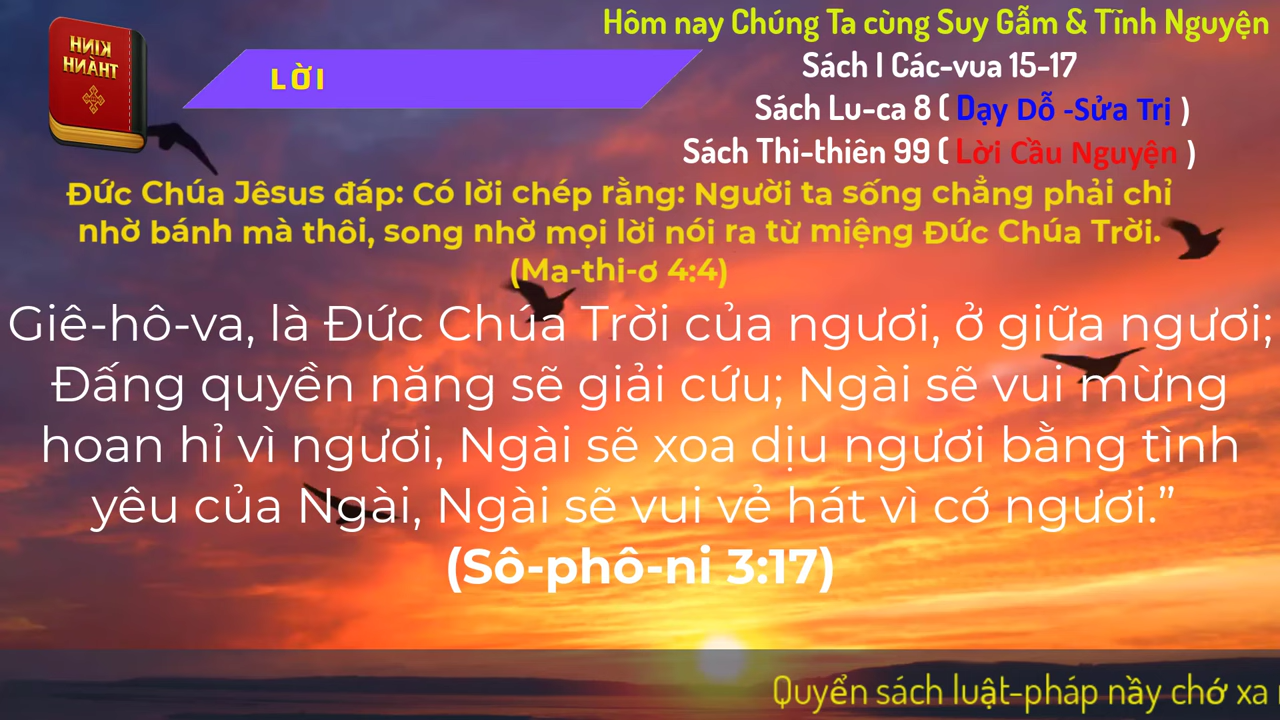 KINH
THÁNH
LỜI
Hôm nay Chúng Ta cùng Suy Gẫm & Tĩnh Nguyện
Sách I Các-vua 15-17
Sách Lu-ca 8 ( Dạy Dỗ -Sửa Trị )
Sách Thi-thiên 99 ( Lời Cầu Nguyện )
Đức Chúa Jêsus đáp: Có lời chép rằng: Người ta sống chẳng phải chỉ
nhờ bánh mà thôi, song nhờ mọi lời nói ra từ miệng Đức Chúa Trời.
(Ma-thi-ơ 4:4)
Giê-hô-va, là Đức Chúa Trời của ngươi, ở giữa ngươi;
Đấng quyền năng sẽ giải cứu; Ngài sẽ vui mừng
hoan hỉ vì ngươi, Ngài sẽ xoa dịu ngươi bằng tình
yêu của Ngài, Ngài sẽ vui vẻ hát vì cớ ngươi.”
(Sô-phô-ni 3:17)
Quyển sách luật-pháp nầy chớ xa